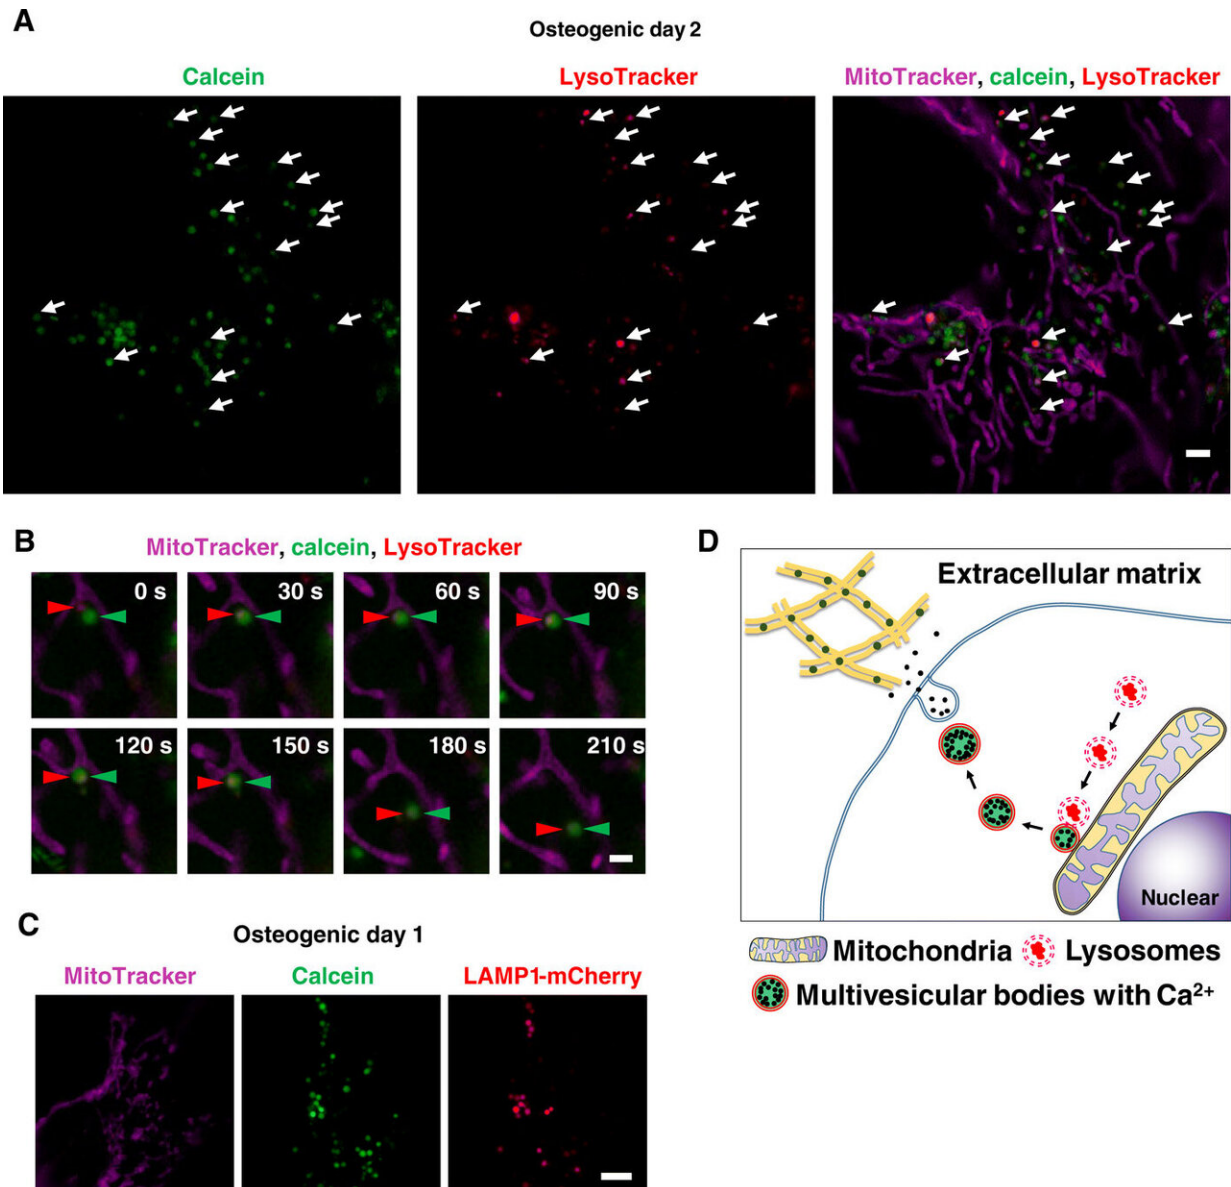 A
Osteogenic day 2
Calcein
LysoTracker
MitoTracker, calcein, LysoTracker
B
MitoTracker, calcein, LysoTracker
0 s
30 s
60 s
90 s
120 s
150 s
180 s
210 s
C
Osteogenic day 1
MitoTracker
Calcein
LAMP1-mCherry
D
Extracellular matrix
Nuclear
Mitochondria
Lysosomes
Multivesicular bodies with Ca²⁺